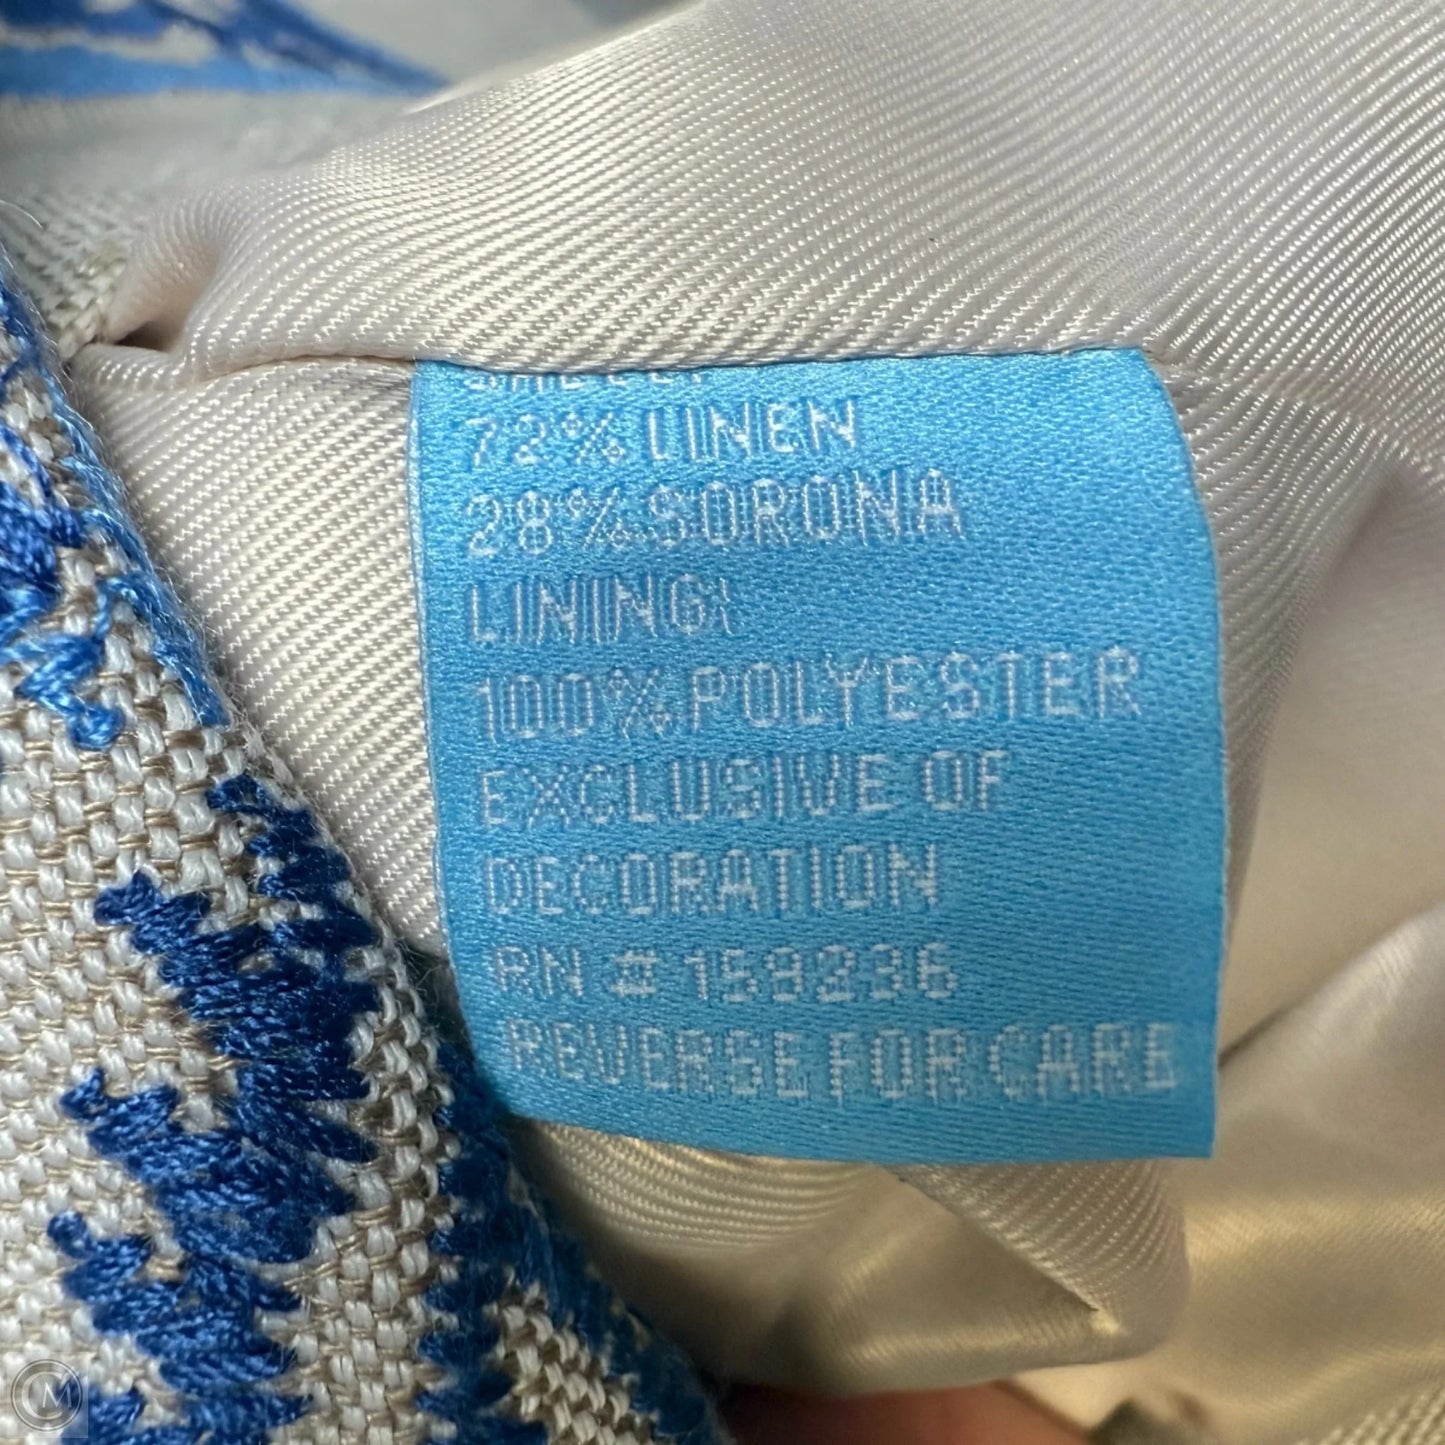 72% LINEN
28% SORONA
LINING:
100% POLYESTER
EXCLUSIVE OF
DECORATION
RN # 159236
REVERSE FOR CARE